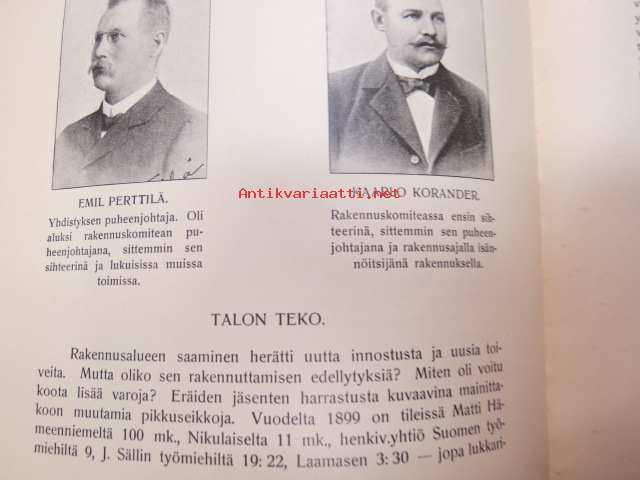 EMIL PERTTILÄ.
Yhdistyksen puheenjohtaja. Oli
aluksi rakennuskomitean pu-
heenjohtajana, sittemmin sen
sihteerinä ja lukuisissa muissa
toimissa.
Antikvariaatti.net
KAARLO KORANDER.
Rakennuskomiteassa ensin sih-
teerinä, sittemmin sen puheen-
johtajana ja rakennusajalla isän-
nöitsijänä rakennuksella.
TALON TEKO.
Rakennusalueen saaminen herätti uutta innostusta ja uusia toi-
veita. Mutta oliko sen rakennuttamisen edellytyksiä? Miten oli voitu
koota lisää varoja? Eräiden jäsenten harrastusta kuvaavina mainitta-
koon muutamia pikkuseikkoja. Vuodelta 1899 on tileissä Matti Hä-
meenniemeltä 100 mk., Nikulaiselta 11 mk., henkiv.yhtiö Suomen työ-
miehiltä 9, J. Sällin työmiehiltä 19: 22, Laamasen 3: 30 — jopa lukkari-